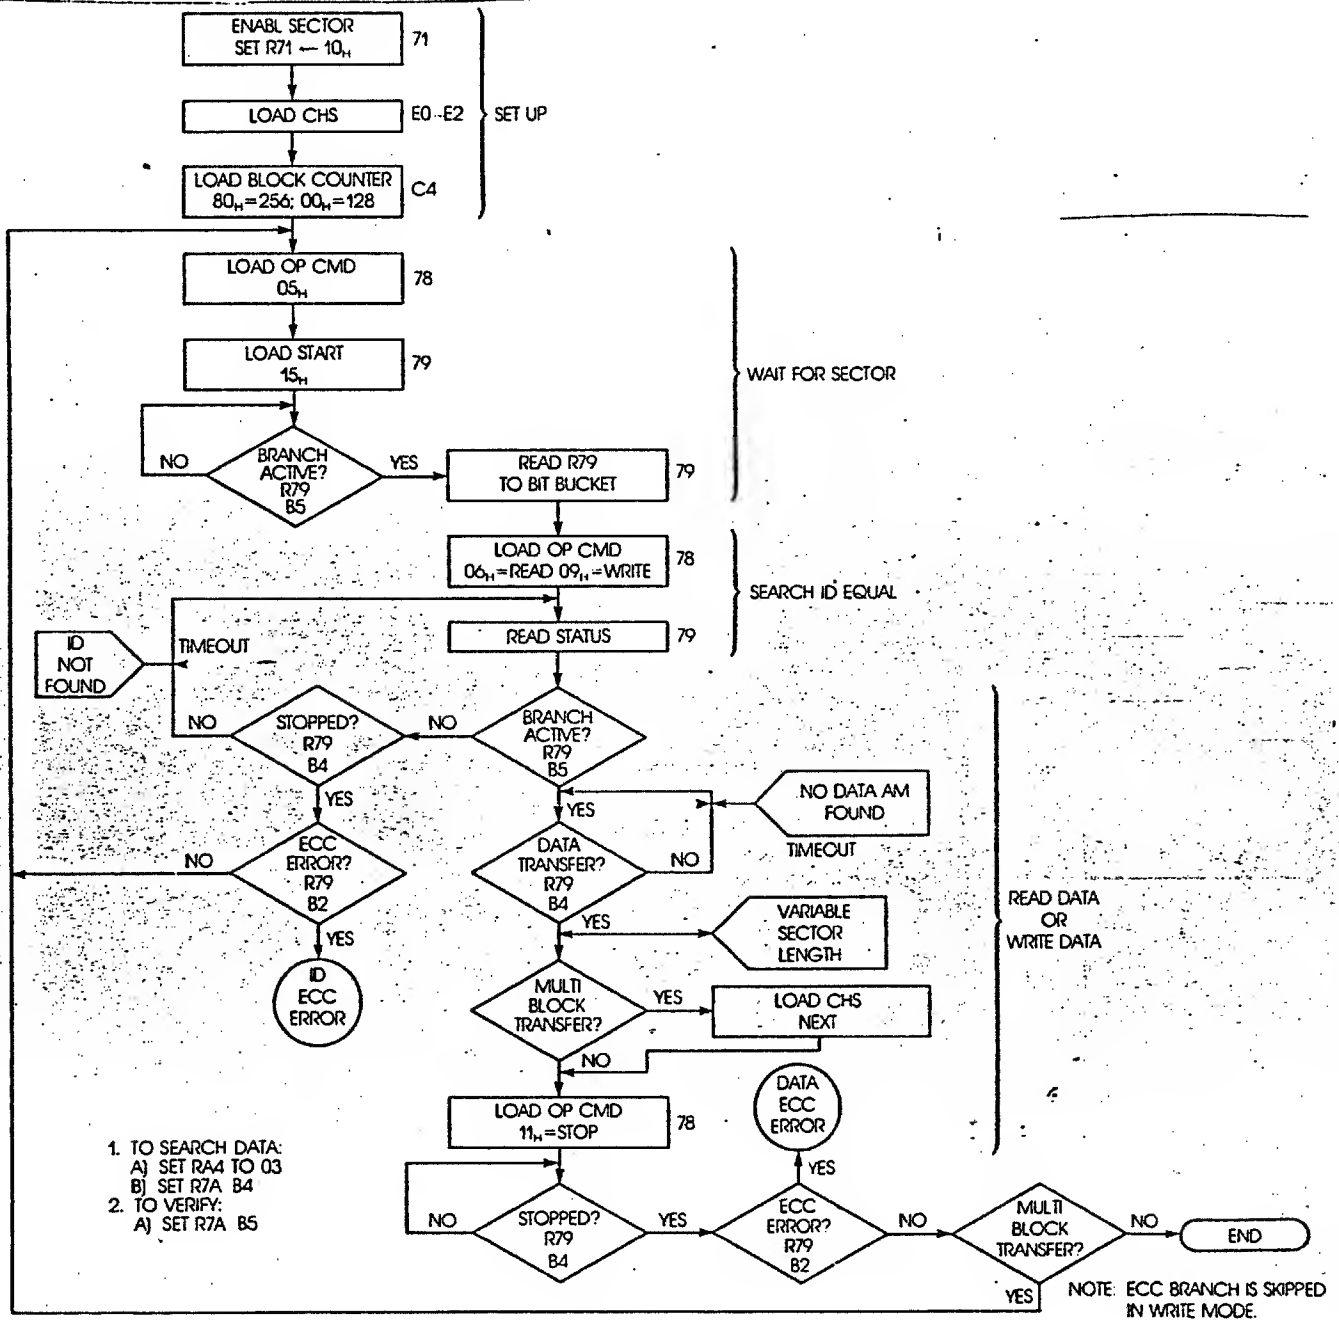 ENABL SECTOR
SET R71 ← 10H
71
LOAD CHS
E0-E2
SET UP
LOAD BLOCK COUNTER
80H=256; 00H=128
C4
LOAD OP CMD
05H
78
LOAD START
15H
79
WAIT FOR SECTOR
NO
BRANCH
ACTIVE?
R79
B5
YES
READ R79
TO BIT BUCKET
79
LOAD OP CMD
06H=READ 09H=WRITE
78
SEARCH ID EQUAL
READ STATUS
79
ID
NOT
FOUND
TIMEOUT
NO
STOPPED?
R79
B4
NO
BRANCH
ACTIVE?
R79
B5
YES
YES
NO DATA AM
FOUND
TIMEOUT
NO
ECC
ERROR?
R79
B2
YES
DATA
TRANSFER?
R79
B4
NO
YES
READ DATA
OR
WRITE DATA
VARIABLE
SECTOR
LENGTH
ID
ECC
ERROR
MULTI
BLOCK
TRANSFER?
YES
LOAD CHS
NEXT
NO
DATA
ECC
ERROR
LOAD OP CMD
11H=STOP
78
YES
1. TO SEARCH DATA:
A) SET RA4 TO 03
B) SET R7A B4
2. TO VERIFY:
A) SET R7A B5
NO
STOPPED?
R79
B4
YES
ECC
ERROR?
R79
B2
NO
MULTI
BLOCK
TRANSFER?
NO
END
YES
NOTE: ECC BRANCH IS SKIPPED
IN WRITE MODE.